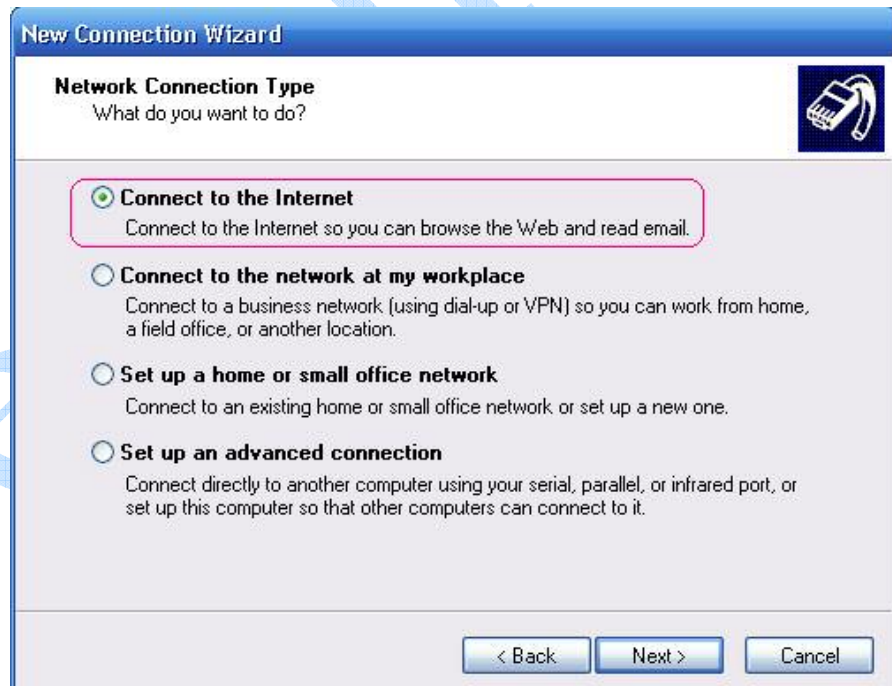 New Connection Wizard
Network Connection Type
What do you want to do?
Connect to the Internet
Connect to the Internet so you can browse the Web and read email.
Connect to the network at my workplace
Connect to a business network (using dial-up or VPN) so you can work from home,
a field office, or another location.
Set up a home or small office network
Connect to an existing home or small office network or set up a new one.
Set up an advanced connection
Connect directly to another computer using your serial, parallel, or infrared port, or
set up this computer so that other computers can connect to it.
< Back Next > Cancel